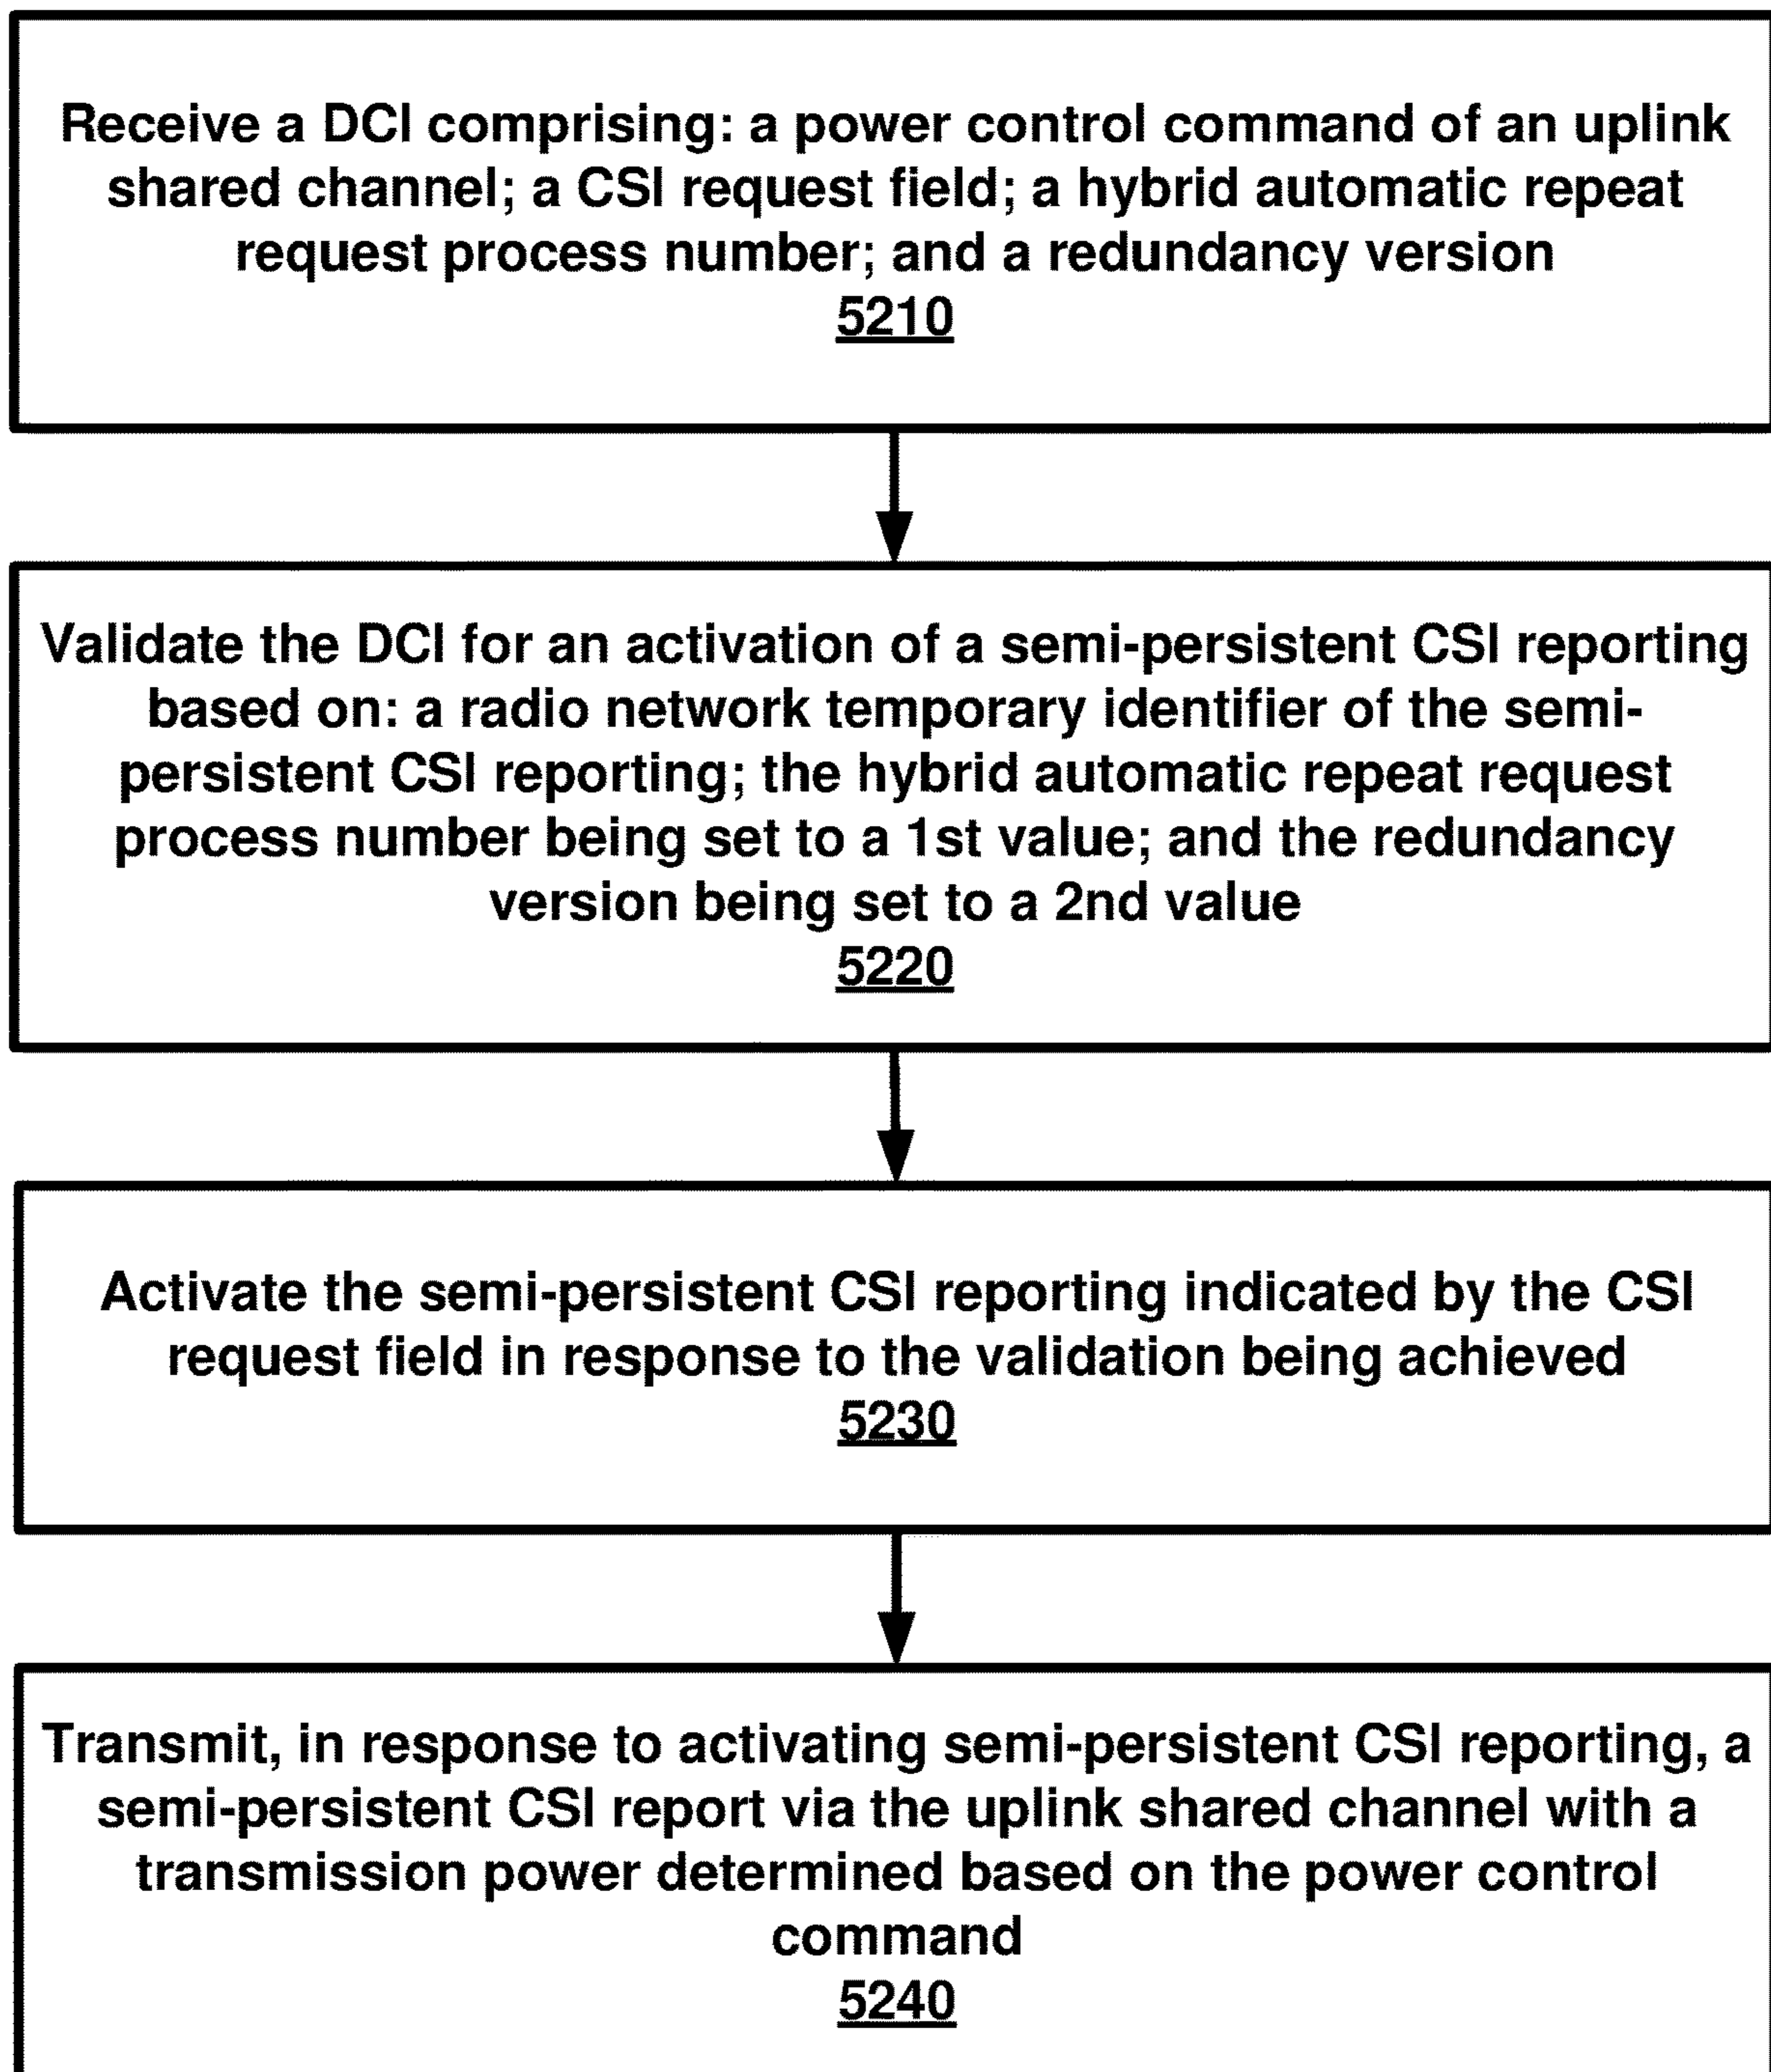 Receive a DCI comprising: a power control command of an uplink
shared channel; a CSI request field; a hybrid automatic repeat
request process number; and a redundancy version
5210
Validate the DCI for an activation of a semi-persistent CSI reporting
based on: a radio network temporary identifier of the semi-
persistent CSI reporting; the hybrid automatic repeat request
process number being set to a 1st value; and the redundancy
version being set to a 2nd value
5220
Activate the semi-persistent CSI reporting indicated by the CSI
request field in response to the validation being achieved
5230
Transmit, in response to activating semi-persistent CSI reporting, a
semi-persistent CSI report via the uplink shared channel with a
transmission power determined based on the power control
command
5240